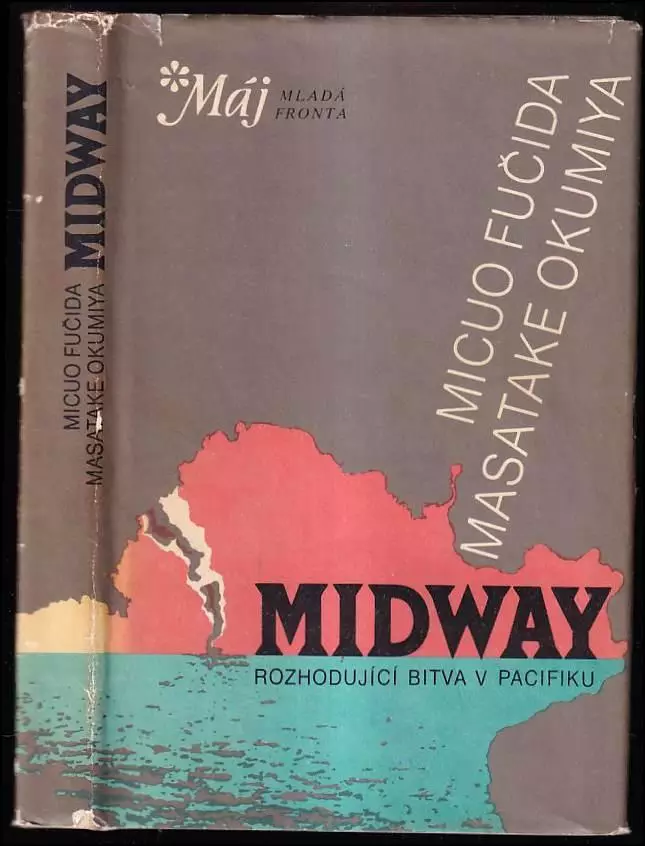 MIDWAY
MICUO FUČIDA
MASATAKE OKUMIYA
*Máj MLADÁ
FRONTA
MICUO FUČIDA
MASATAKE OKUMIYA
MIDWAY
ROZHODUJÍCÍ BITVA V PACIFIKU